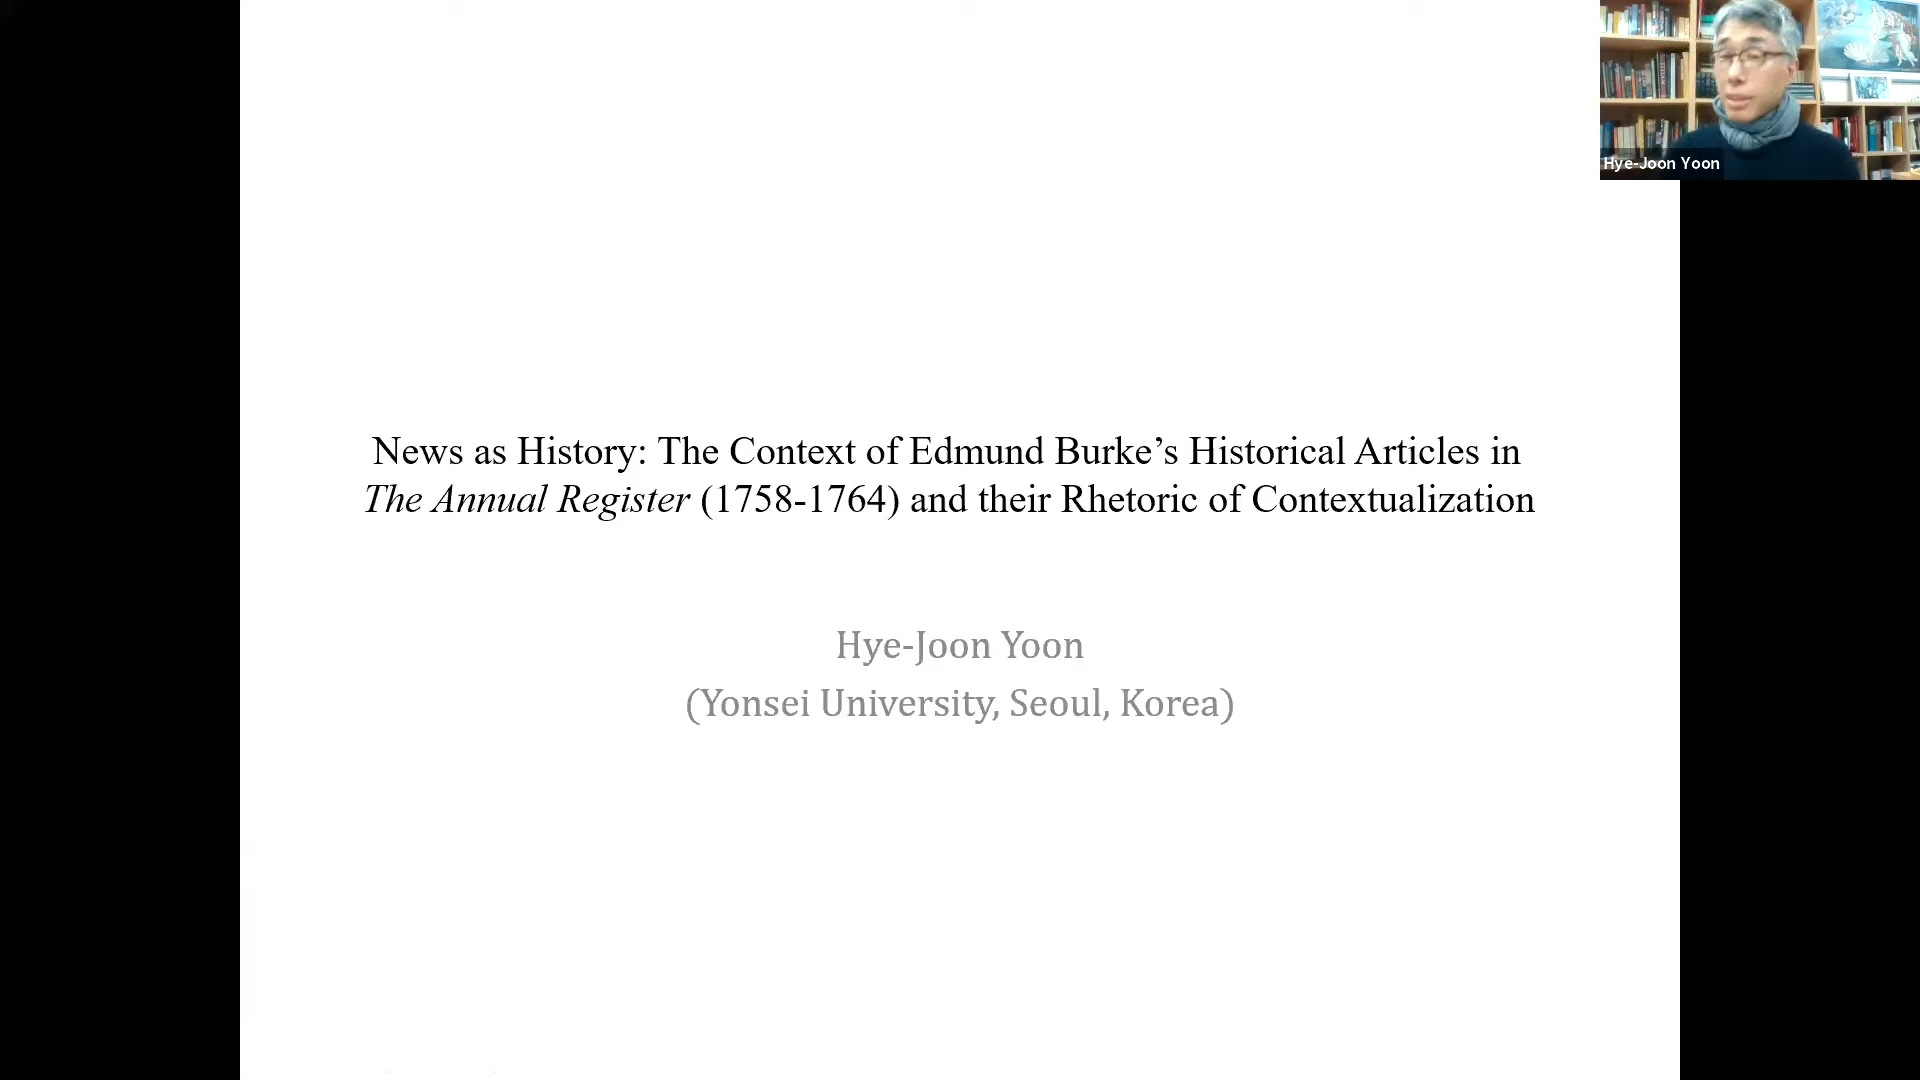 News as History: The Context of Edmund Burke’s Historical Articles in
The Annual Register (1758-1764) and their Rhetoric of Contextualization
Hye-Joon Yoon
(Yonsei University, Seoul, Korea)
Hye-Joon Yoon